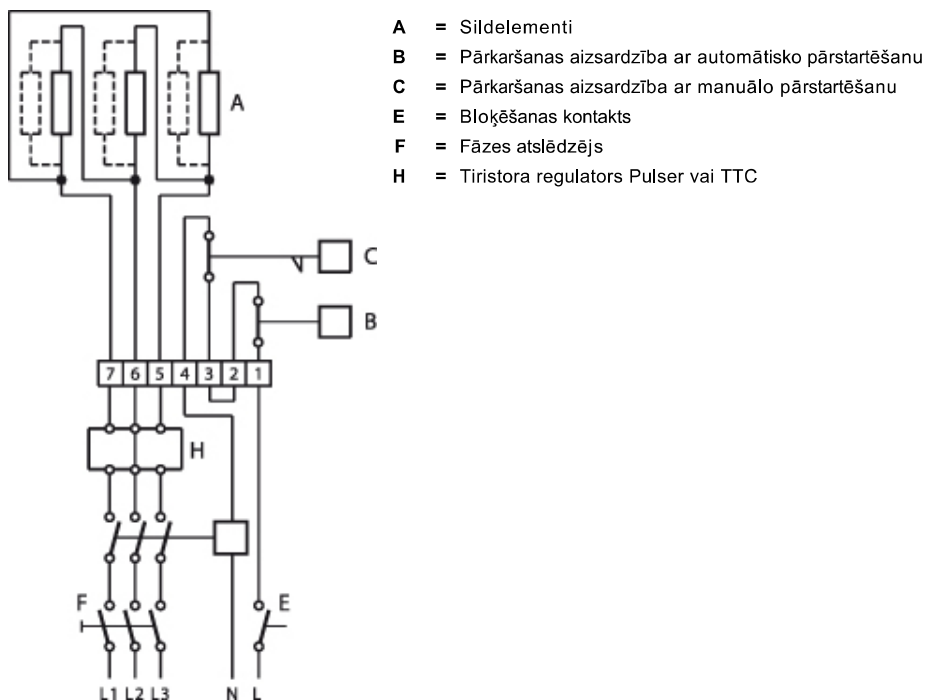 A = Sildelementi
B = Pārkaršanas aizsardzība ar automātisko pārstartēšanu
C = Pārkaršanas aizsardzība ar manuālo pārstartēšanu
E = Bloķēšanas kontakts
F = Fāzes atslēdzējs
H = Tiristora regulators Pulser vai TTC
A
C
B
7 6 5 4 3 2 1
H
F E
L1 L2 L3 N L